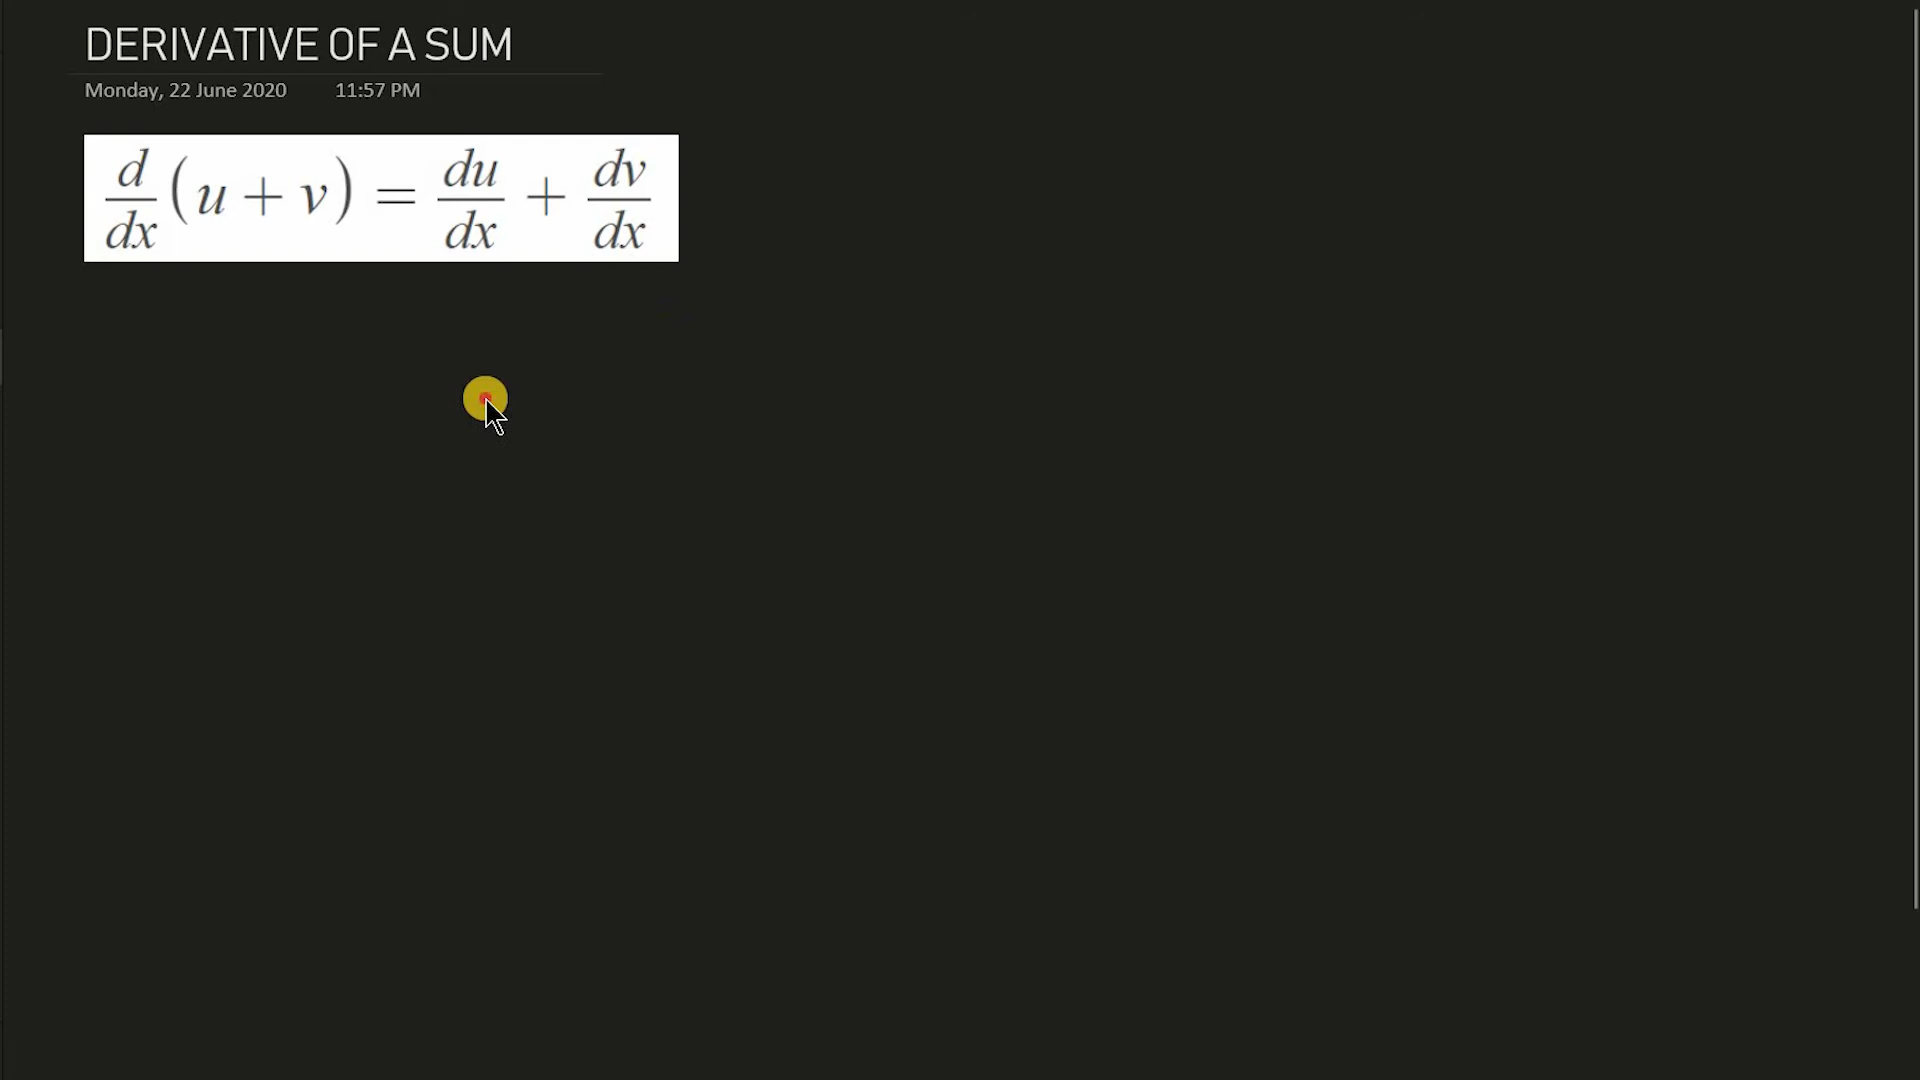 DERIVATIVE OF A SUM
Monday, 22 June 2020 11:57 PM
d/dx (u + v) = du/dx + dv/dx